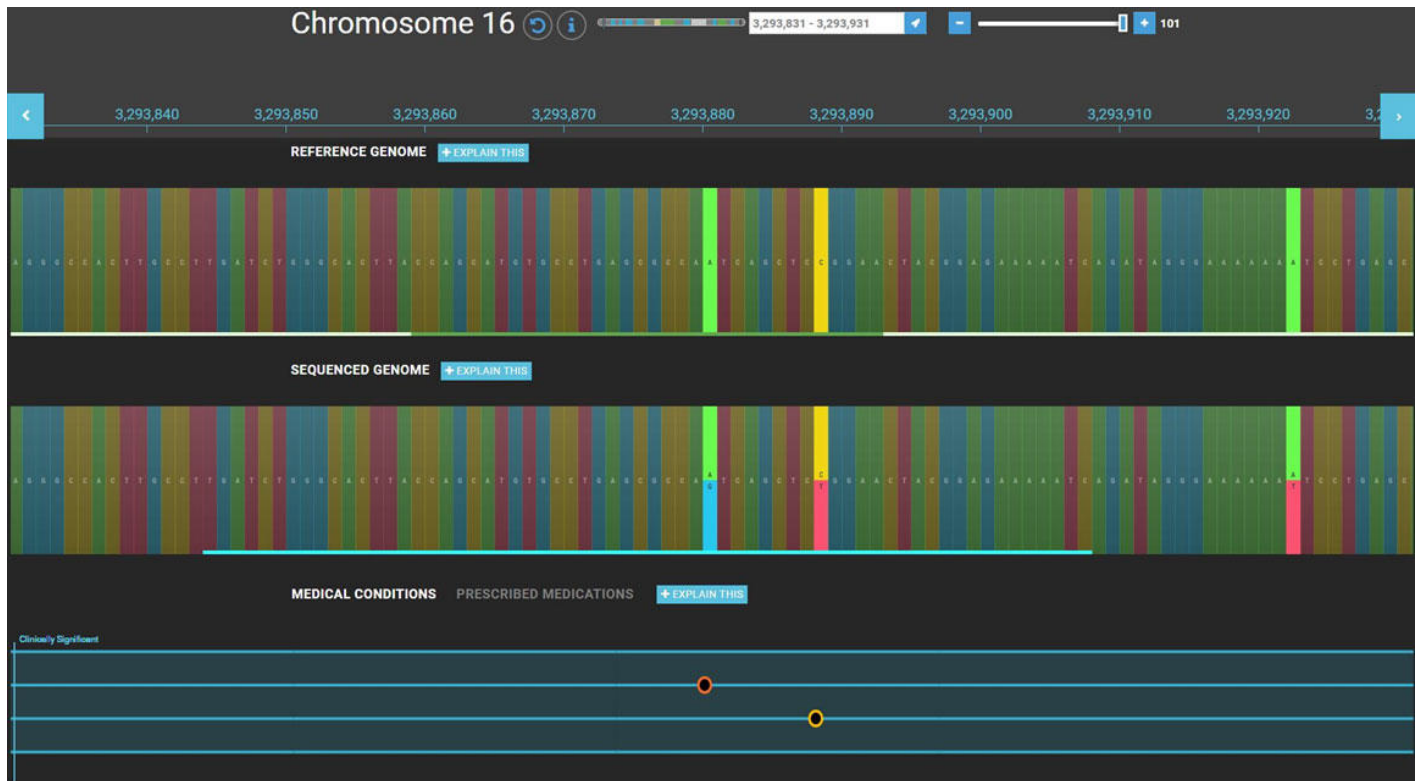 Chromosome 16
3,293,831 - 3,293,931
101
3,293,840 3,293,850 3,293,860 3,293,870 3,293,880 3,293,890 3,293,900 3,293,910 3,293,920 3,2
REFERENCE GENOME + EXPLAIN THIS
A G G G C C A C T T G C C T T G A T C T G G G C A C T T A C C A G C A T G T G C C T G A G C G C C A A T C A G C T C C G G A A C T A C G G A G A A A A A T C A G A T A G G G A A A A A A A A T C C T G A G C
SEQUENCED GENOME + EXPLAIN THIS
A C A
A G G G C C A C T T G C C T T G A T C T G G G C A C T T A C C A G C A T G T G C C T G A G C G C C A G T C A G C T C T G G A A C T A C G G A G A A A A A T C A G A T A G G G A A A A A A A T T C C T G A G C
MEDICAL CONDITIONS PRESCRIBED MEDICATIONS + EXPLAIN THIS
Clinically Significant